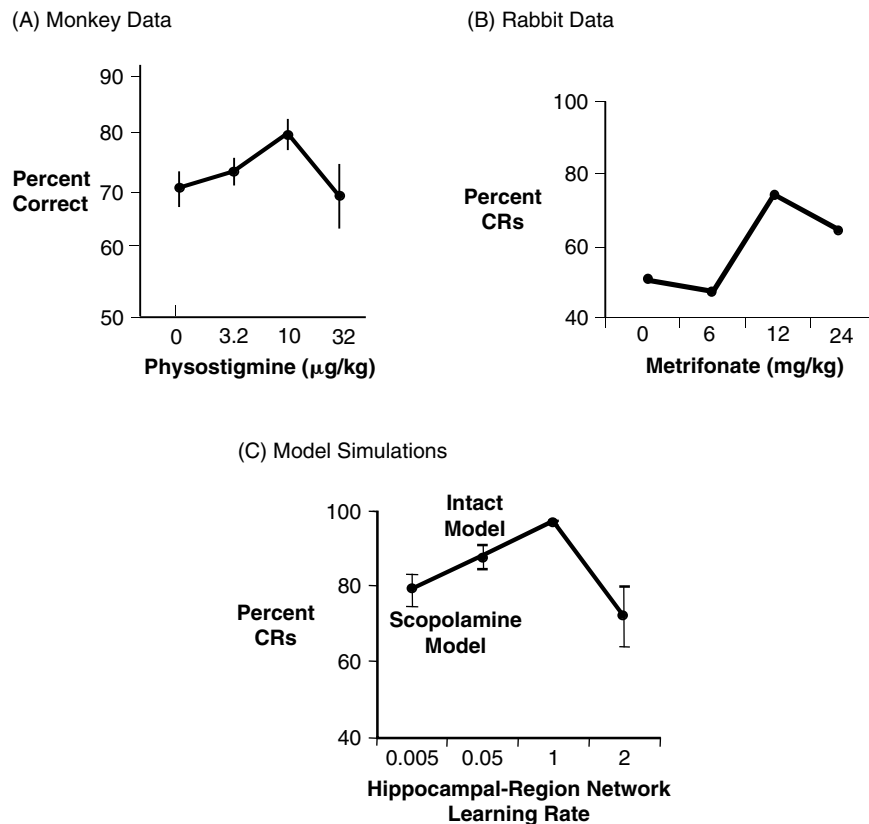 (A) Monkey Data
90
80
70
60
50
Percent
Correct
0 3.2 10 32
Physostigmine (μg/kg)
(B) Rabbit Data
100
80
60
40
Percent
CRs
0 6 12 24
Metrifonate (mg/kg)
(C) Model Simulations
100
80
60
40
Percent
CRs
Intact
Model
Scopolamine
Model
0.005 0.05 1 2
Hippocampal-Region Network
Learning Rate